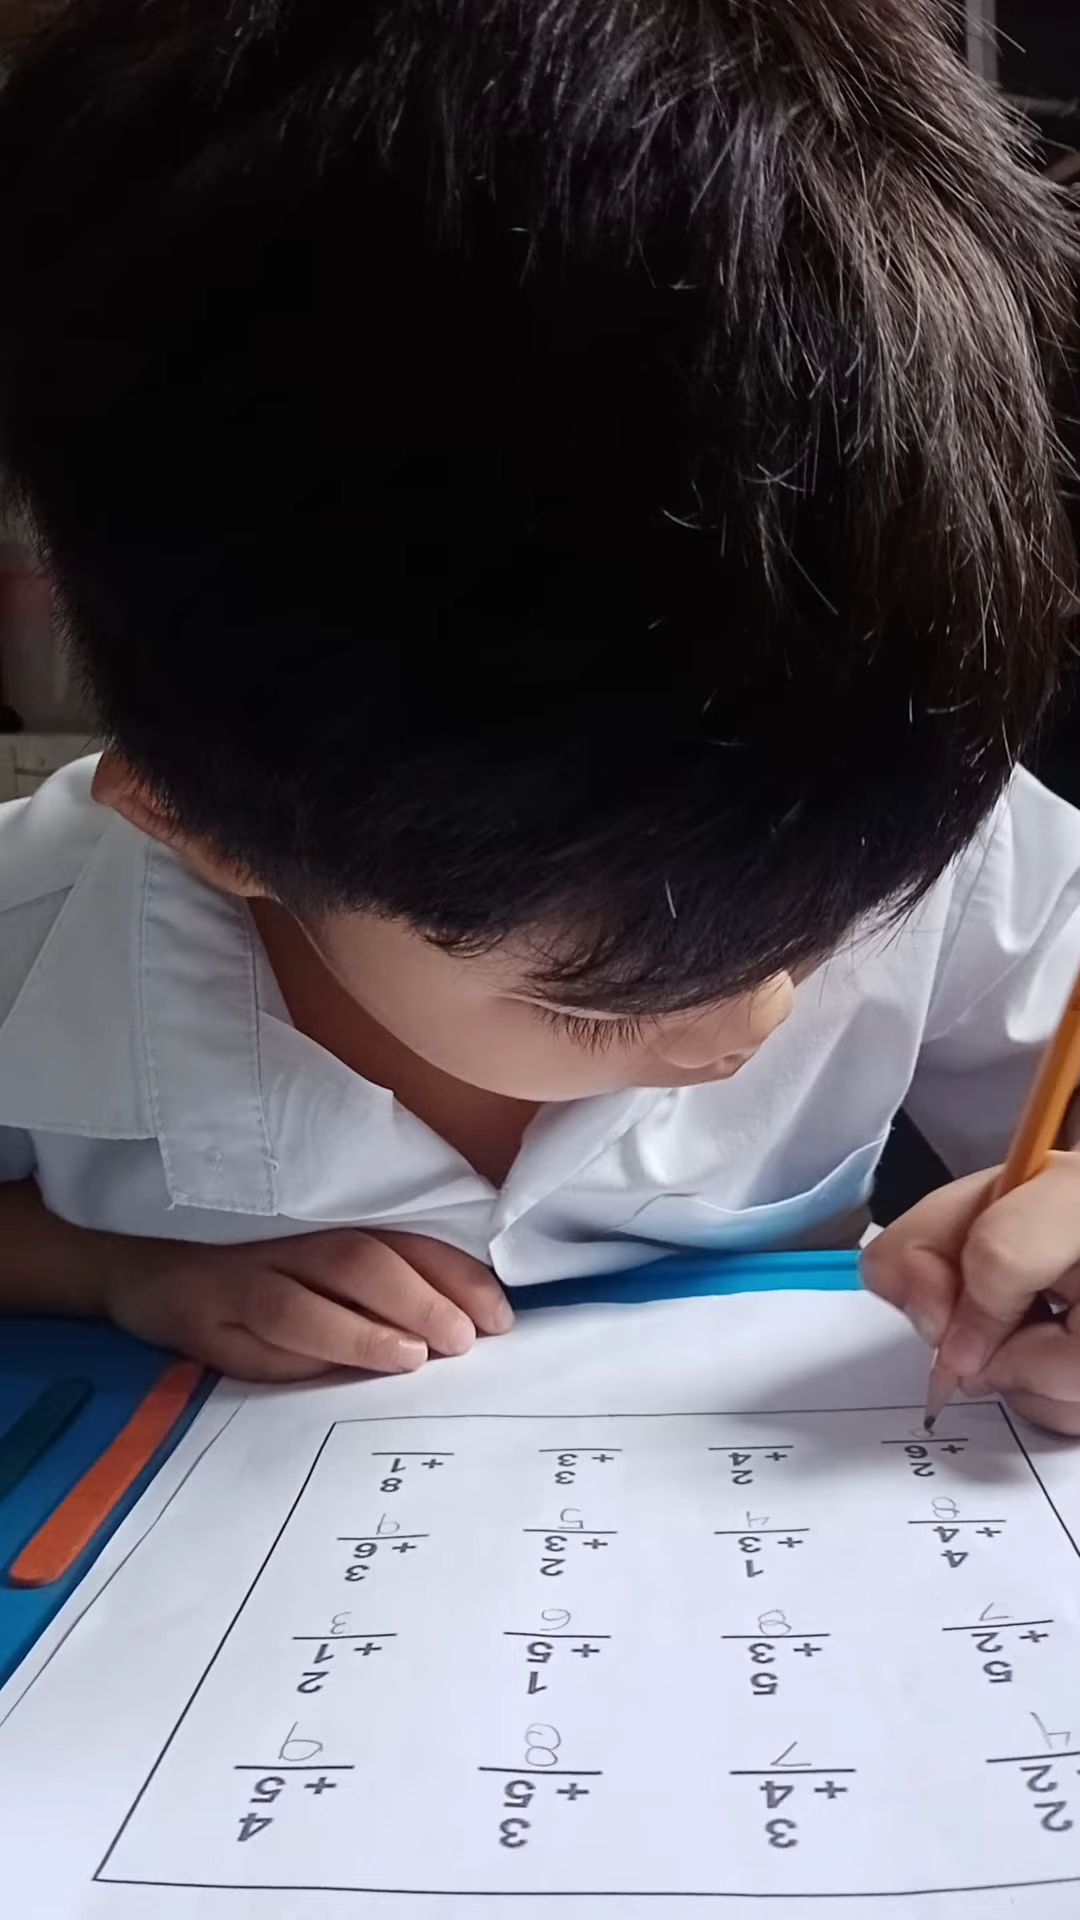 2 3 3 4
+ 2 + 4 + 5 + 5
4 7 8 9
5 5 1 2
+ 2 + 3 + 5 + 1
7 8 6 3
4 1 2 3
+ 4 + 3 + 3 + 6
8 4 5 9
2 2 3 8
+ 6 + 4 + 3 + 1